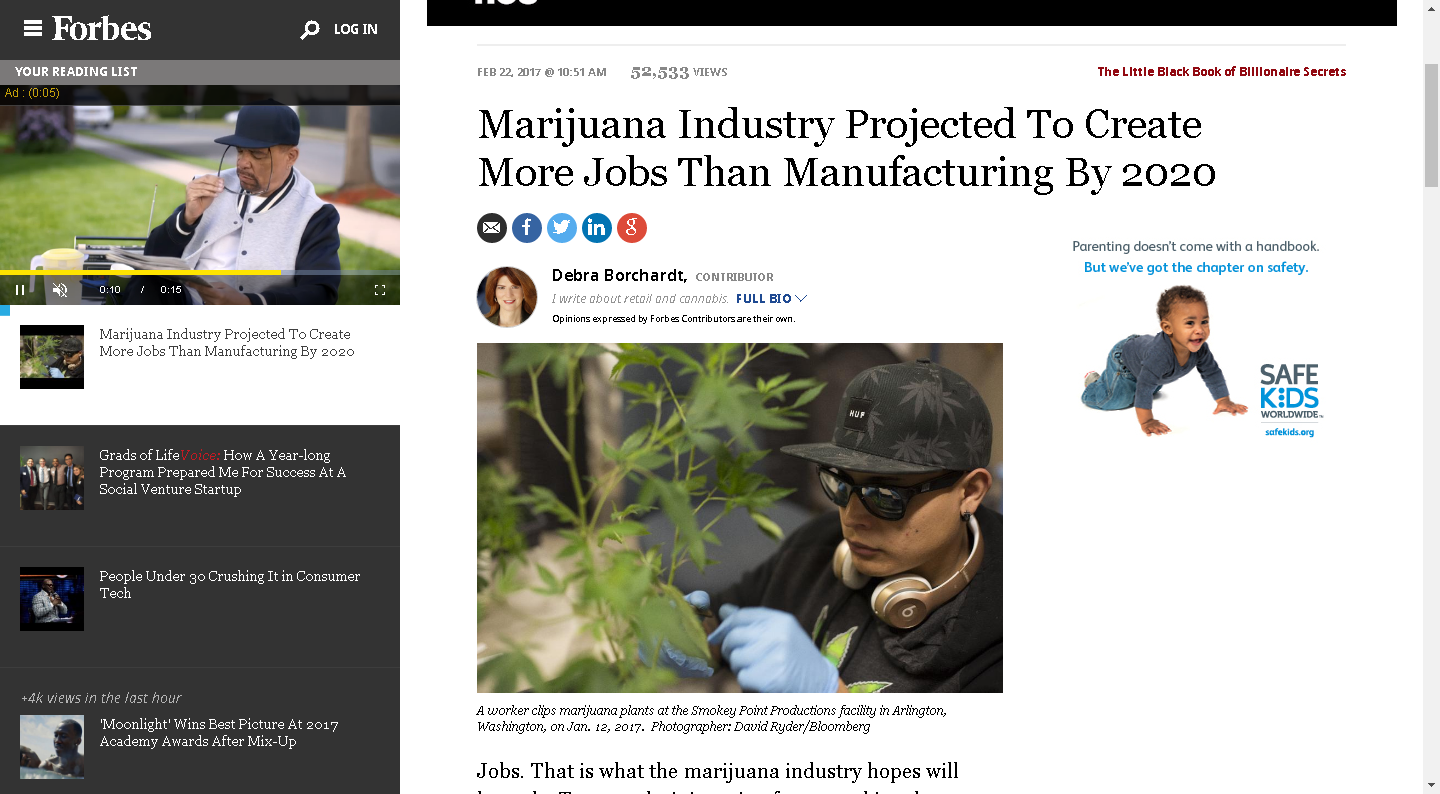 Forbes
LOG IN
YOUR READING LIST
Ad : (0:05)
0:10 / 0:15
Marijuana Industry Projected To Create
More Jobs Than Manufacturing By 2020
Grads of LifeVoice: How A Year-long
Program Prepared Me For Success At A
Social Venture Startup
People Under 30 Crushing It in Consumer
Tech
+4k views in the last hour
'Moonlight' Wins Best Picture At 2017
Academy Awards After Mix-Up
FEB 22, 2017 @ 10:51 AM 52,533 VIEWS
The Little Black Book of Billionaire Secrets
Marijuana Industry Projected To Create
More Jobs Than Manufacturing By 2020
f
in
g
Debra Borchardt, CONTRIBUTOR
I write about retail and cannabis. FULL BIO
Opinions expressed by Forbes Contributors are their own.
HUF
A worker clips marijuana plants at the Smokey Point Productions facility in Arlington,
Washington, on Jan. 12, 2017. Photographer: David Ryder/Bloomberg
Jobs. That is what the marijuana industry hopes will
Parenting doesn't come with a handbook.
But we've got the chapter on safety.
SAFE
KIDS
WORLDWIDE™
safekids.org